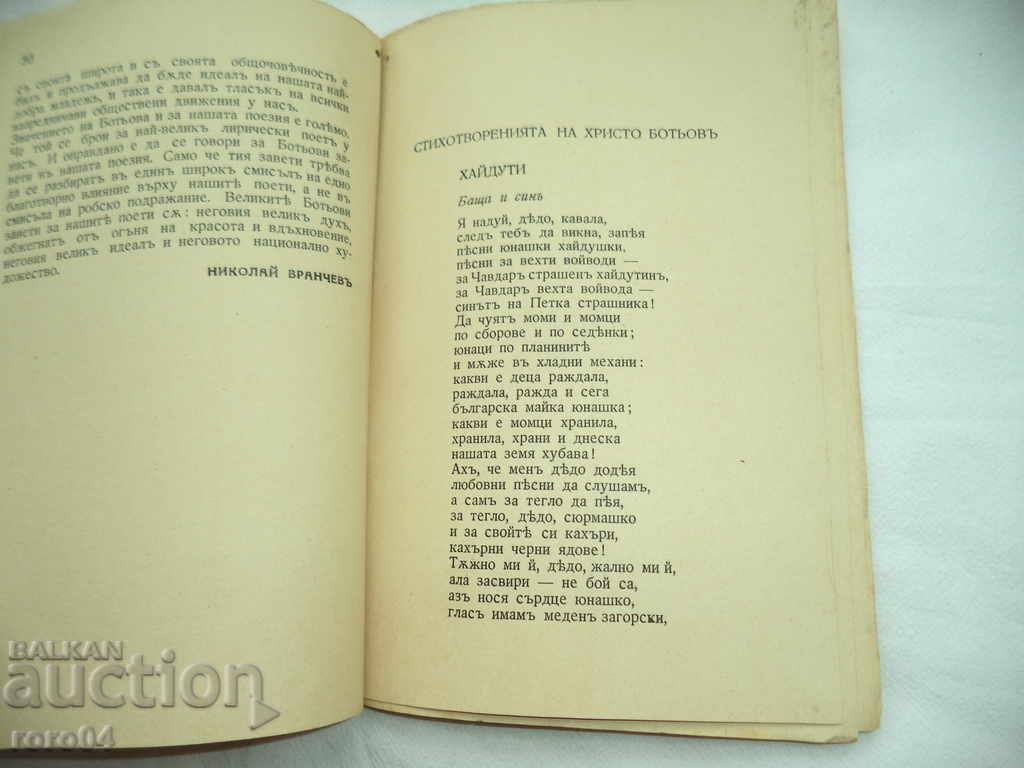 30
съ своята широта и съ своята общочовѣчность е
билъ и продължава да бѫде идеалъ на нашата най-
добра младежь, и така е давалъ тласъкъ на всички
напредничави обществени движения у насъ.
Значението на Ботьова и за нашата поезия е голѣмо.
Че той се брои за най-великъ лирически поетъ у
насъ. И оправдано е да се говори за Ботьови за-
вети въ нашата поезия. Само че тия завети трѣбва
да се разбиратъ въ единъ широкъ смисълъ на едно
благотворно влияние върху нашитѣ поети, а не въ
смисъла на робско подражание. Великитѣ Ботьови
завети за нашитѣ поети сѫ: неговия великъ духъ,
обжегнатъ отъ огъня на красота и вдъхновение,
неговия великъ идеалъ и неговото национално ху-
дожество.
НИКОЛАЙ ВРАНЧЕВЪ
СТИХОТВОРЕНИЯТА НА ХРИСТО БОТЬОВЪ
ХАЙДУТИ
Баща и синъ
Я надуй, дѣдо, кавала,
следъ тебъ да викна, запѣя
пѣсни юнашки хайдушки,
пѣсни за вехти войводи —
за Чавдаръ страшенъ хайдутинъ,
за Чавдаръ вехта войвода —
синътъ на Петка страшника!
Да чуятъ моми и момци
по сборове и по седѣнки;
юнаци по планинитѣ
и мѫже въ хладни механи:
какви е деца раждала,
раждала, ражда и сега
българска майка юнашка;
какви е момци хранила,
хранила, храни и днеска
нашата земя хубава!
Ахъ, че менъ дѣдо додѣя
любовни пѣсни да слушамъ,
а самъ за тегло да пѣя,
за тегло, дѣдо, сюрмашко
и за свойтѣ си кахъри,
кахърни черни ядове!
Тѫжно ми й, дѣдо, жално ми й,
ала засвири — не бой са,
азъ нося сърдце юнашко,
гласъ имамъ меденъ загорски,
BALKAN
auction
roro04